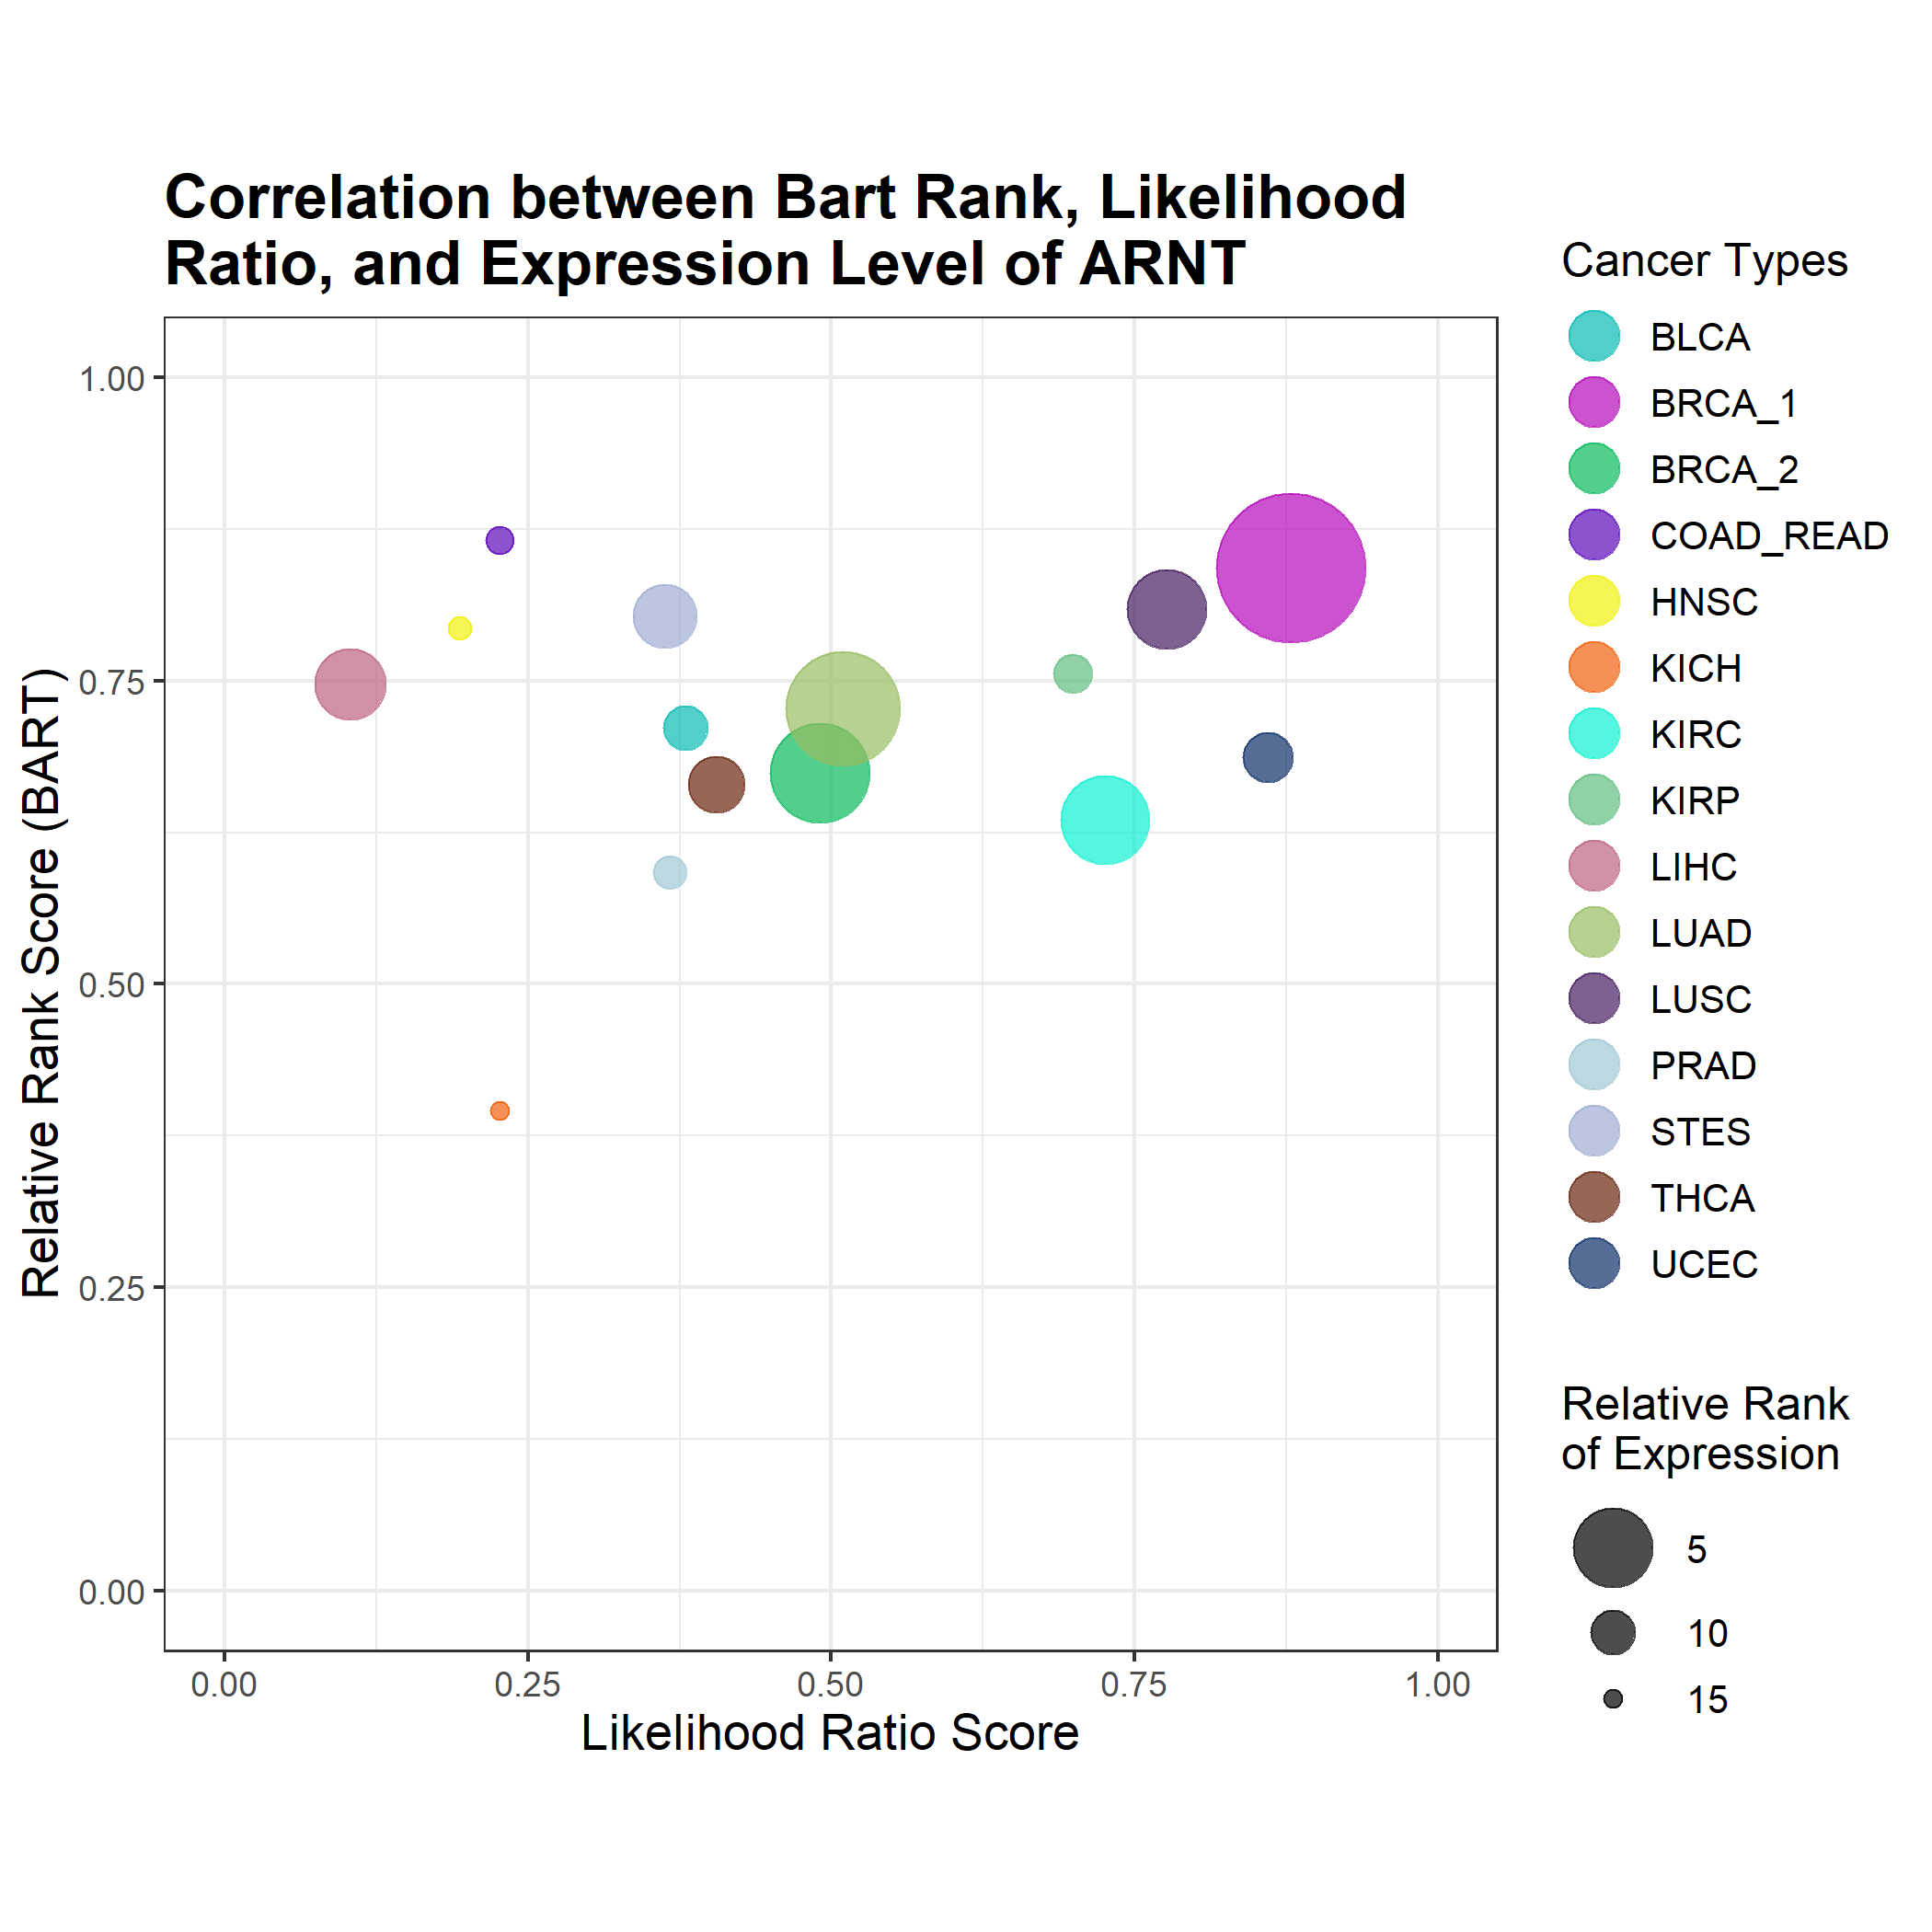 Correlation between Bart Rank, Likelihood
Ratio, and Expression Level of ARNT
Relative Rank Score (BART)
1.00
0.75
0.50
0.25
0.00
0.00
0.25
0.50
0.75
1.00
Likelihood Ratio Score
Cancer Types
BLCA
BRCA_1
BRCA_2
COAD_READ
HNSC
KICH
KIRC
KIRP
LIHC
LUAD
LUSC
PRAD
STES
THCA
UCEC
Relative Rank
of Expression
5
10
15